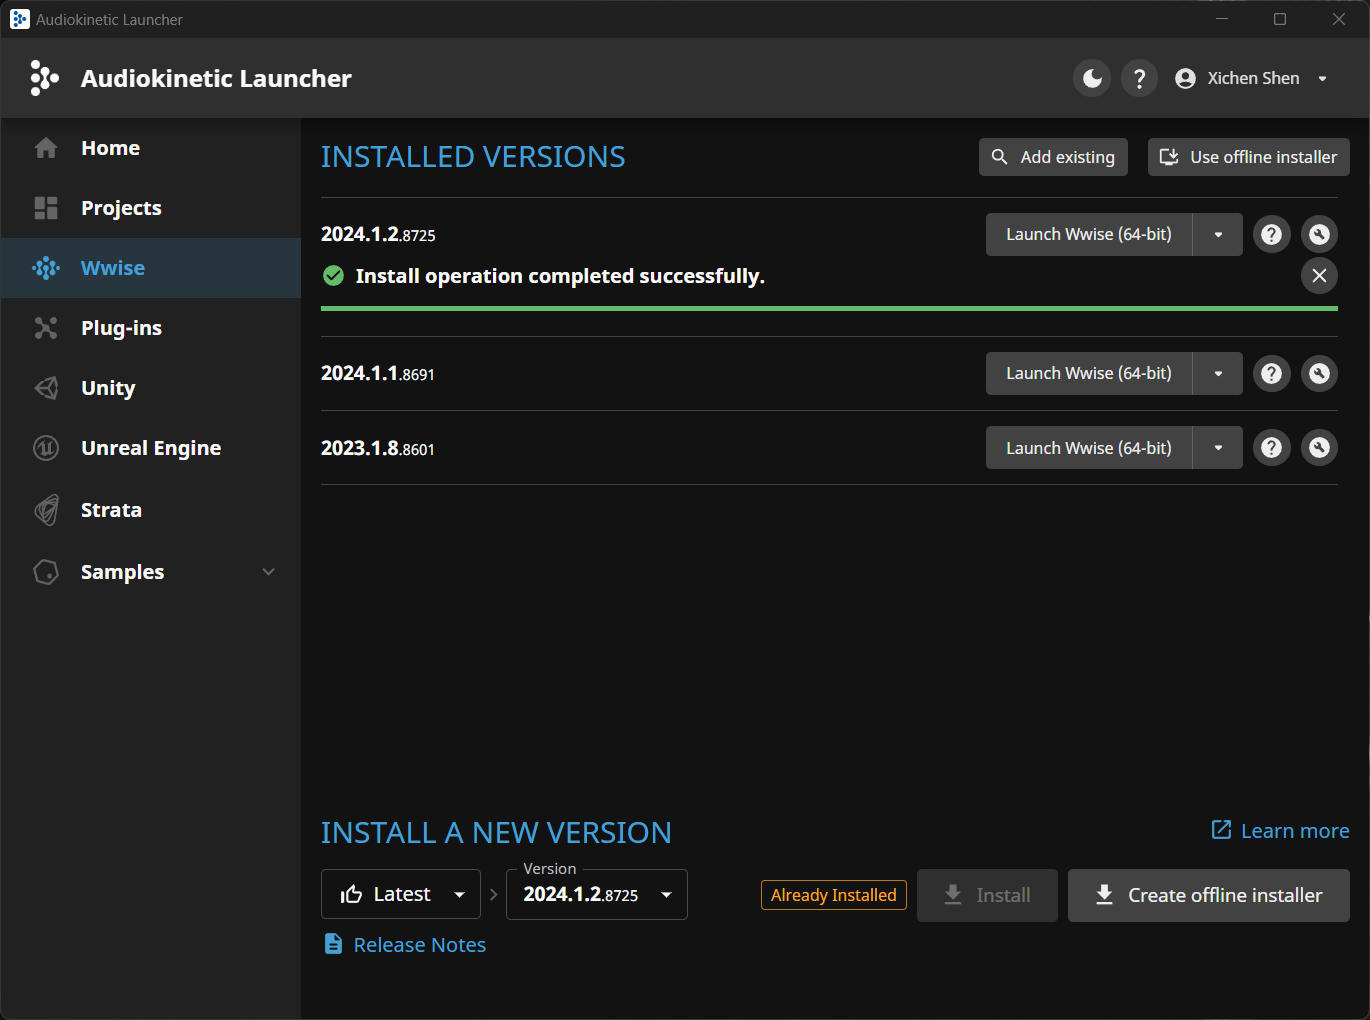 Audiokinetic Launcher
Audiokinetic Launcher
Xichen Shen
Home
Projects
Wwise
Plug-ins
Unity
Unreal Engine
Strata
Samples
INSTALLED VERSIONS
Add existing
Use offline installer
2024.1.2.8725
Launch Wwise (64-bit)
Install operation completed successfully.
2024.1.1.8691
Launch Wwise (64-bit)
2023.1.8.8601
Launch Wwise (64-bit)
INSTALL A NEW VERSION
Learn more
Latest
Version
2024.1.2.8725
Already Installed
Install
Create offline installer
Release Notes